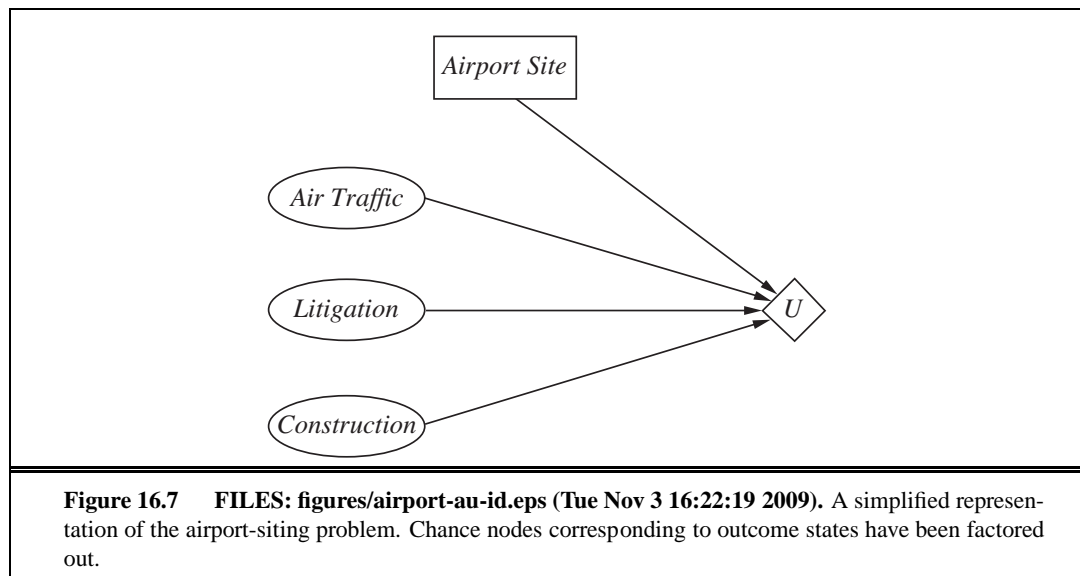 Airport Site
Air Traffic
Litigation
U
Construction
Figure 16.7 FILES: figures/airport-au-id.eps (Tue Nov 3 16:22:19 2009). A simplified represen-
tation of the airport-siting problem. Chance nodes corresponding to outcome states have been factored
out.